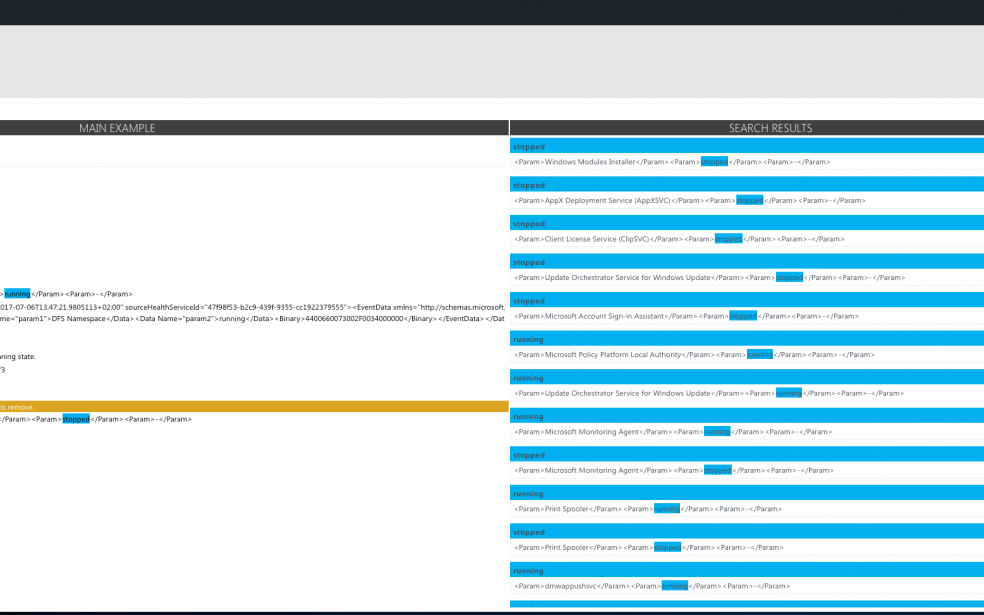 MAIN EXAMPLE
>running</Param><Param>-</Param>
017-07-06T13:47:21.9805113+02:00" sourceHealthServiceId="47f98f53-b2c9-439f-9355-cc1922379555"><EventData xmlns="http://schemas.microsoft.
me="param1">DFS Namespace</Data><Data Name="param2">running</Data><Binary>4400660073002F0034000000</Binary></EventData></Dat
nning state.
/3
to remove.
</Param><Param>stopped</Param><Param>-</Param>
SEARCH RESULTS
stopped
<Param>Windows Modules Installer</Param><Param>stopped</Param><Param>-</Param>
stopped
<Param>AppX Deployment Service (AppXSVC)</Param><Param>stopped</Param><Param>-</Param>
stopped
<Param>Client License Service (ClipSVC)</Param><Param>stopped</Param><Param>-</Param>
stopped
<Param>Update Orchestrator Service for Windows Update</Param><Param>stopped</Param><Param>-</Param>
stopped
<Param>Microsoft Account Sign-in Assistant</Param><Param>stopped</Param><Param>-</Param>
running
<Param>Microsoft Policy Platform Local Authority</Param><Param>running</Param><Param>-</Param>
running
<Param>Update Orchestrator Service for Windows Update</Param><Param>running</Param><Param>-</Param>
running
<Param>Microsoft Monitoring Agent</Param><Param>running</Param><Param>-</Param>
stopped
<Param>Microsoft Monitoring Agent</Param><Param>stopped</Param><Param>-</Param>
running
<Param>Print Spooler</Param><Param>running</Param><Param>-</Param>
stopped
<Param>Print Spooler</Param><Param>stopped</Param><Param>-</Param>
running
<Param>dmwappushsvc</Param><Param>running</Param><Param>-</Param>